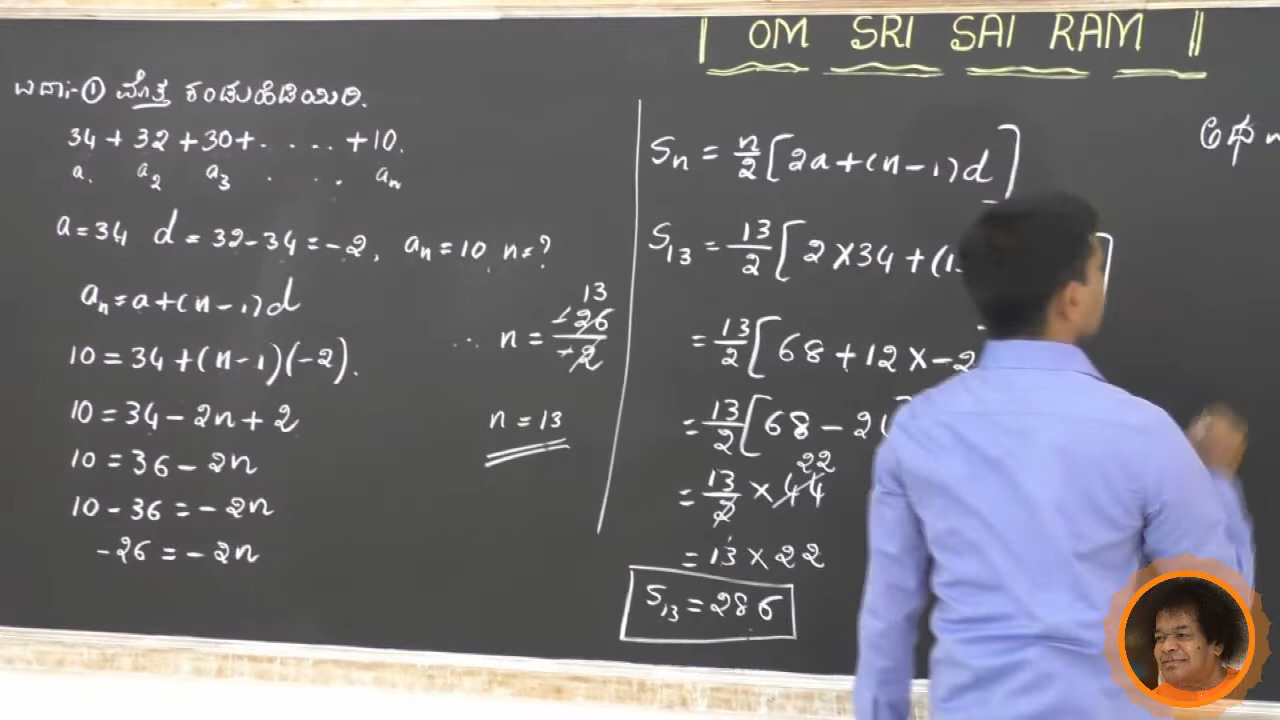 || OM SRI SAI RAM ||
ಉದಾ:- ① ಮೊತ್ತ ಕಂಡುಹಿಡಿಯಿರಿ.
34 + 32 + 30 + . . . . + 10.
a. a₂ a₃ . . . aₙ
a = 34 d = 32 - 34 = -2, aₙ = 10 n = ?
aₙ = a + (n - 1) d
10 = 34 + (n - 1) (-2).
10 = 34 - 2n + 2
10 = 36 - 2n
10 - 36 = - 2n
- 26 = - 2n
13
... n = -26 / -2
n = 13
Sₙ = n/2 [2a + (n - 1) d]
S₁₃ = 13/2 [2 × 34 + (1
= 13/2 [68 + 12 × -2
= 13/2 [68 - 2
22
= 13/2 × 44
= 13 × 22
S₁₃ = 286